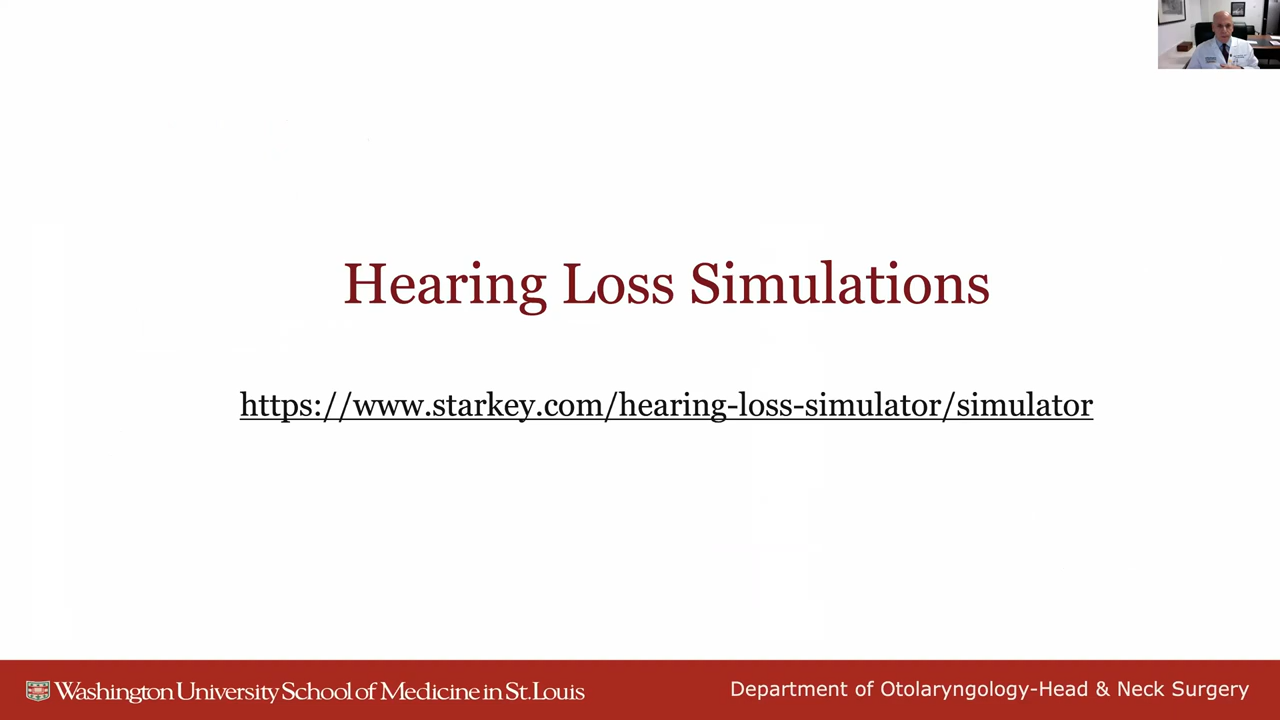 Hearing Loss Simulations
https://www.starkey.com/hearing-loss-simulator/simulator
Washington University School of Medicine in St. Louis
Department of Otolaryngology-Head & Neck Surgery